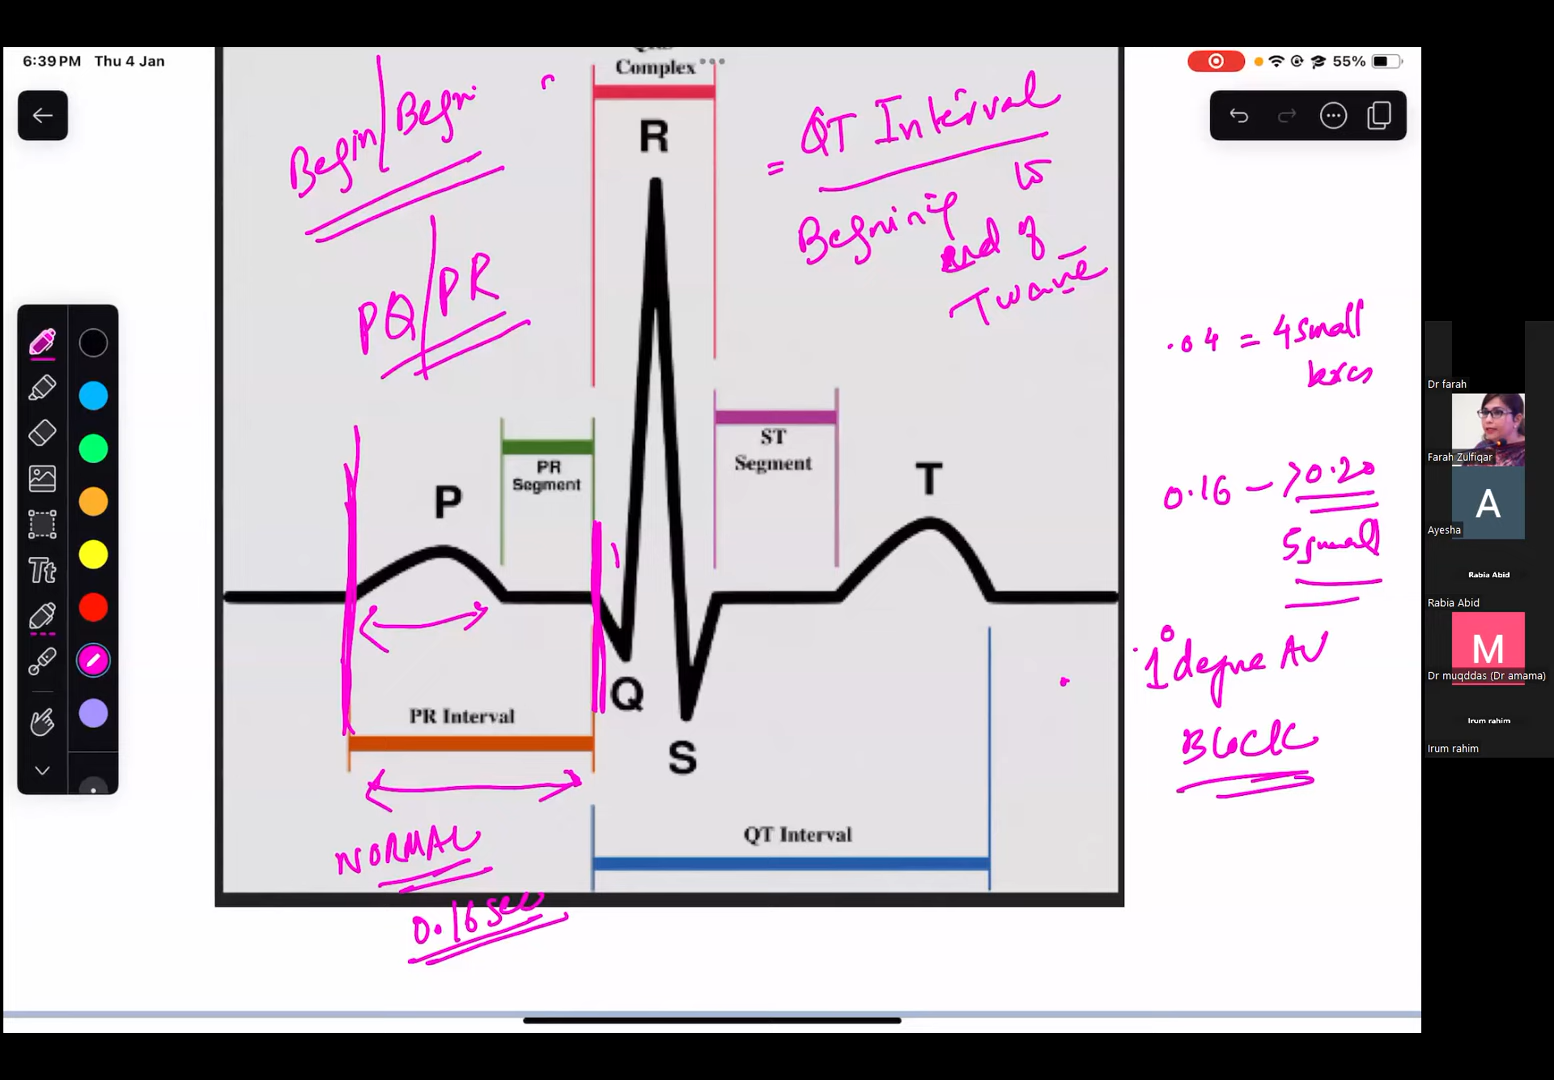 6:39 PM Thu 4 Jan
55%
Complex
Begin/Begni
R
= QT Interval
Begnining to
end of
T wave
PQ/PR
.04 = 4 small
boxes
ST
Segment
PR
Segment
P
T
0.16 - >0.20
5 small
1° degree AV
Block
Q
PR Interval
S
QT Interval
NORMAL
0.16 sec
Tt
Dr farah
Farah Zulfiqar
A
Ayesha
Rabia Abid
Rabia Abid
M
Dr muqddas (Dr amama)
Irum rahim
Irum rahim